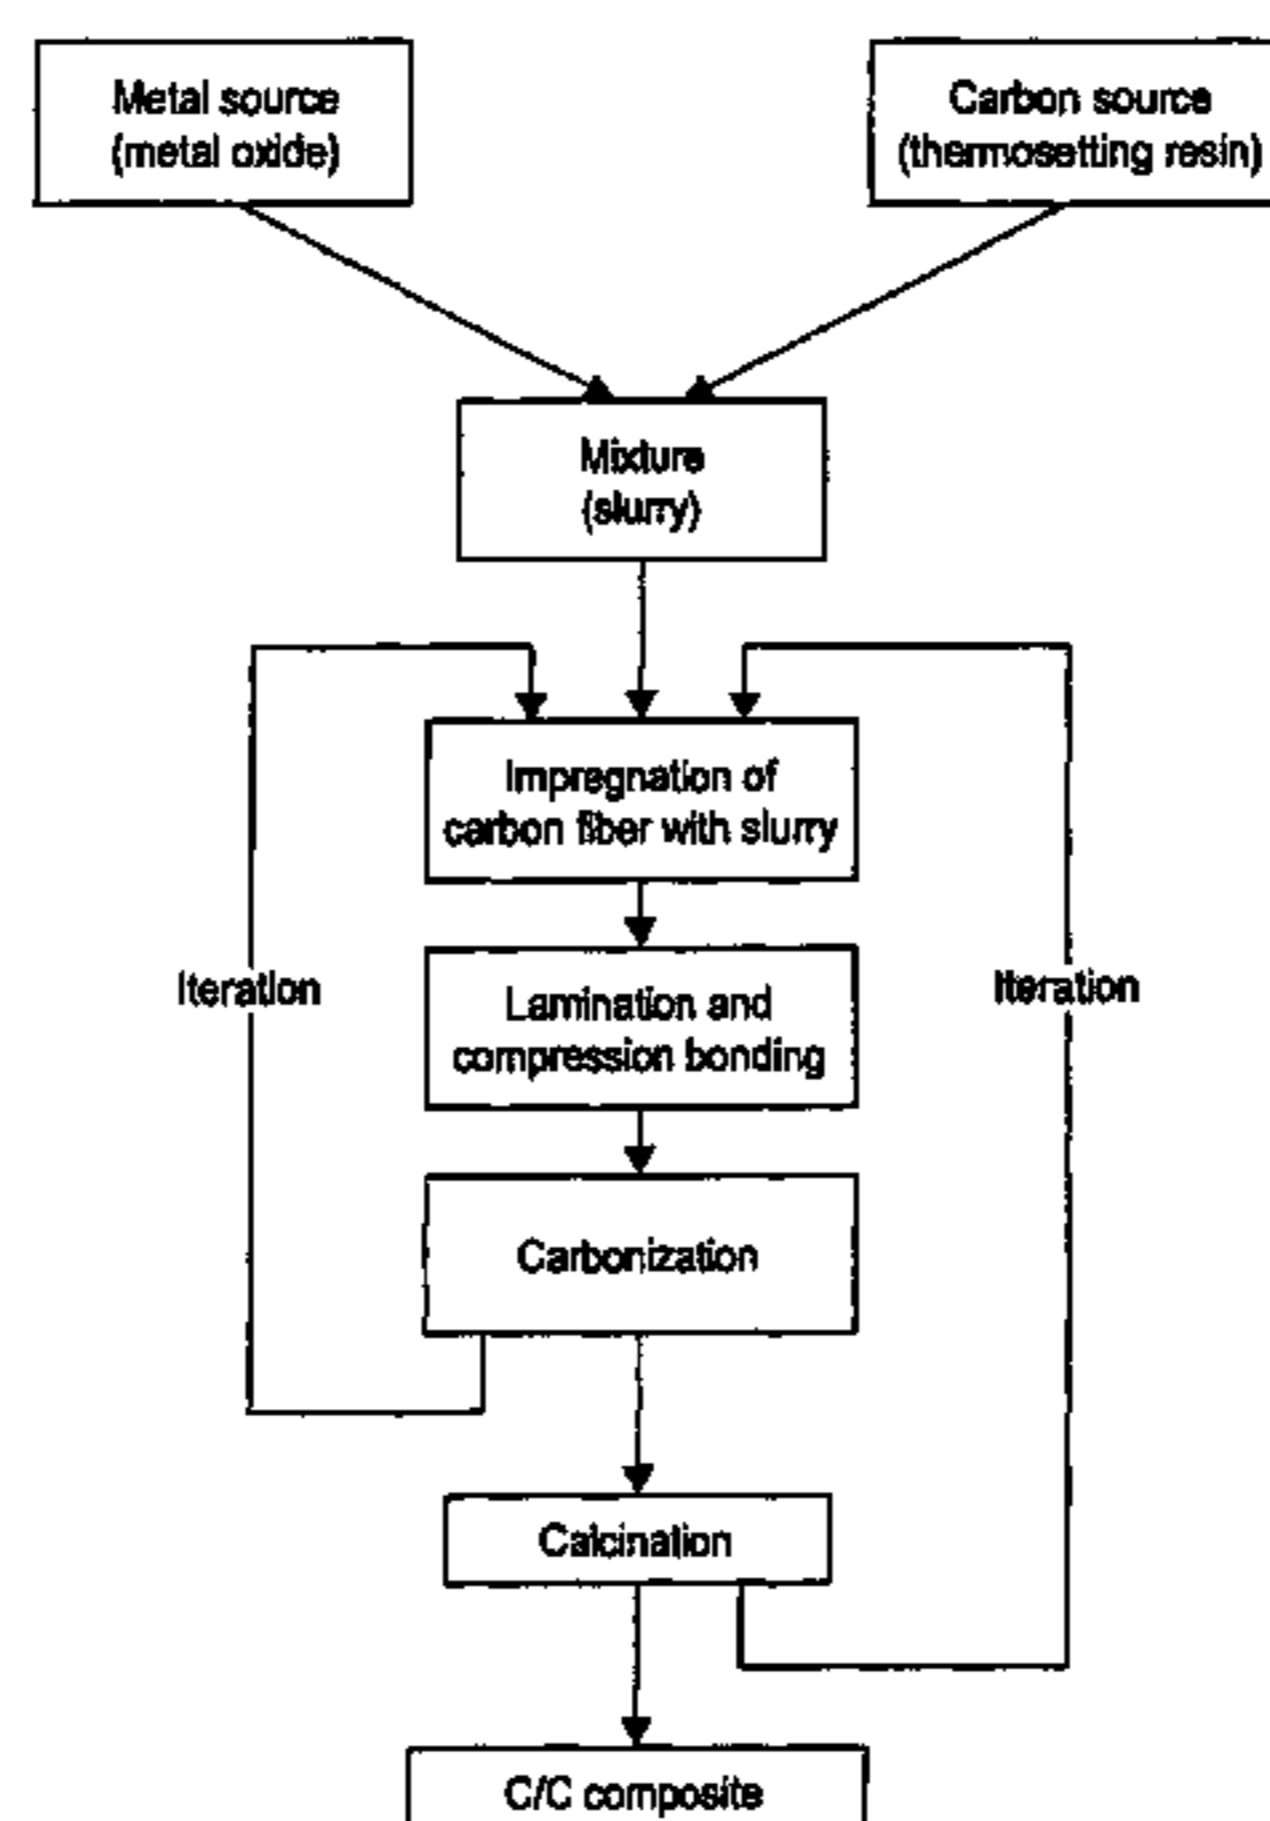 Metal source
(metal oxide)
Carbon source
(thermosetting resin)
Mixture
(slurry)
Impregnation of
carbon fiber with slurry
Iteration
Lamination and
compression bonding
Iteration
Carbonization
Calcination
C/C composite